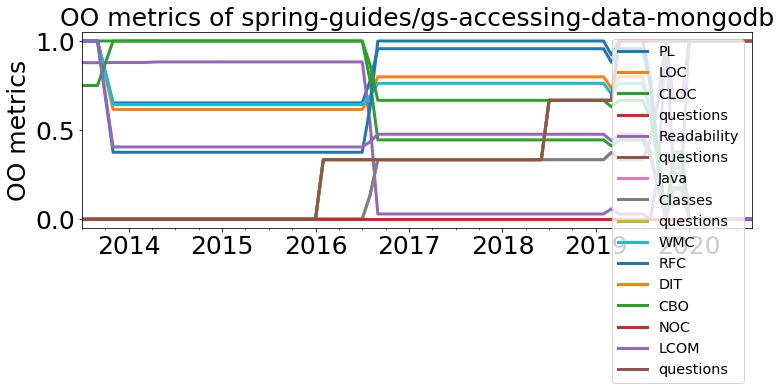 OO metrics of spring-guides/gs-accessing-data-mongodb
OO metrics
1.0
0.5
0.0
2014 2015 2016 2017 2018 2019 2020
PL
LOC
CLOC
questions
Readability
questions
Java
Classes
questions
WMC
RFC
DIT
CBO
NOC
LCOM
questions